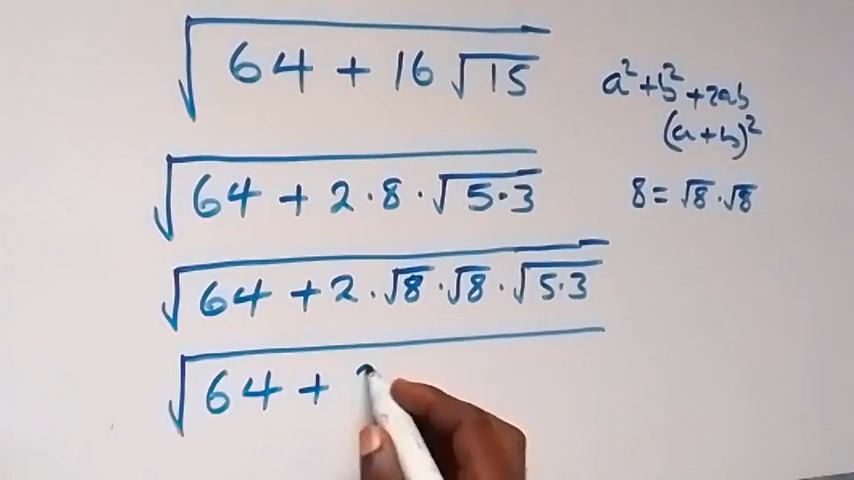 √(64 + 16√15)
a² + b² + 2ab
(a + b)²
√(64 + 2 · 8 · √(5 · 3))
8 = √8 · √8
√(64 + 2 · √8 · √8 · √(5 · 3))
√(64 +